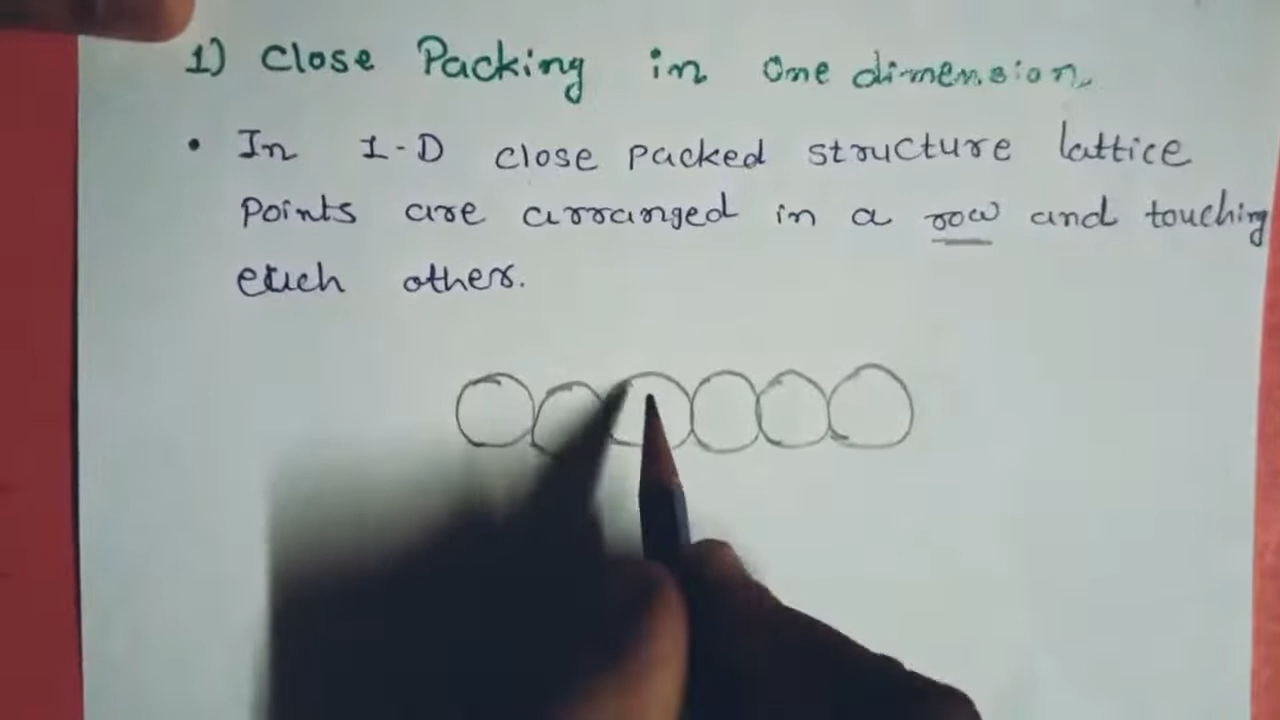 1) Close Packing in One dimension.
• In 1-D close packed structure lattice
Points are arranged in a row and touching
each other.